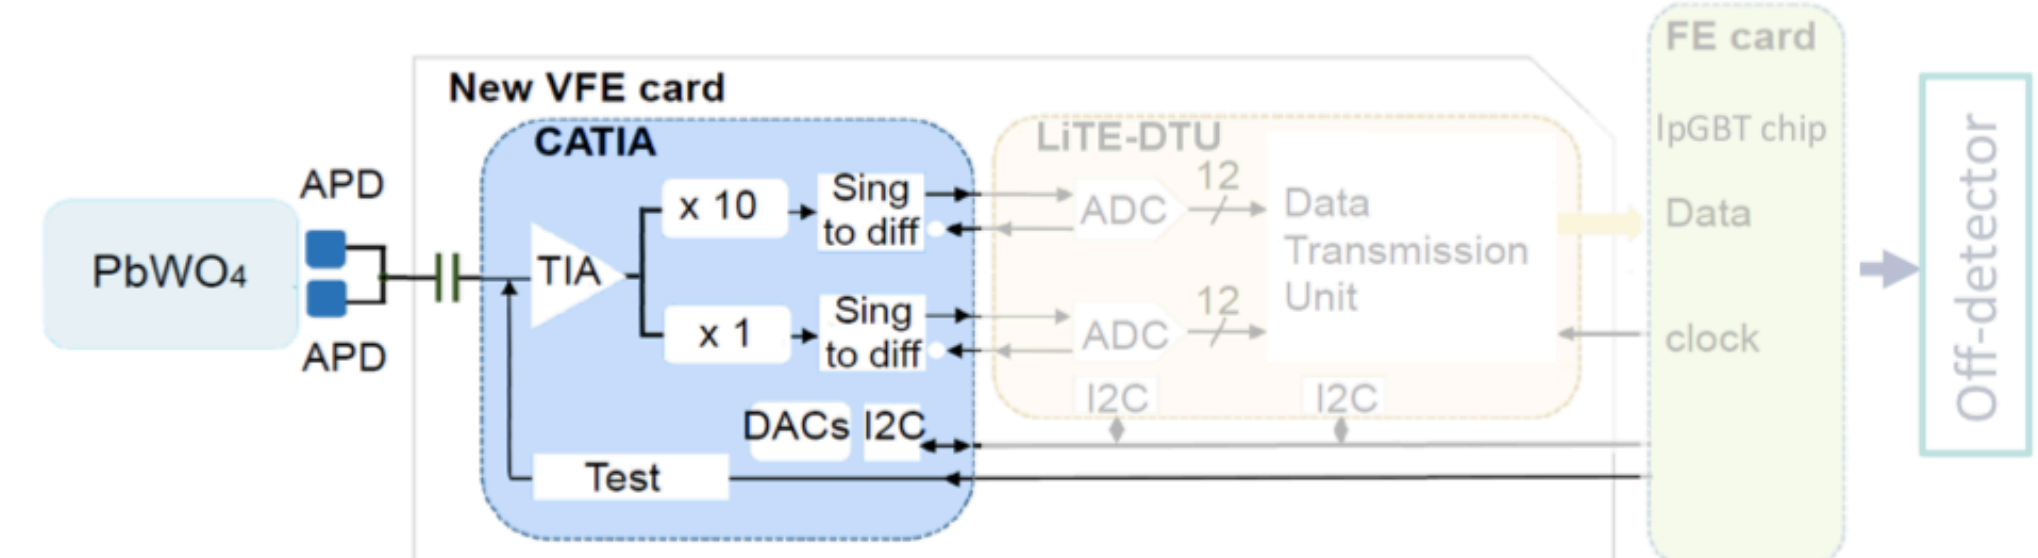 FE card
New VFE card
CATIA
LiTE-DTU
lpGBT chip
APD
PbWO4
APD
TIA
x 10
Sing
to diff
x 1
Sing
to diff
DACs
I2C
Test
ADC
12
ADC
12
Data
Transmission
Unit
I2C
I2C
Data
clock
Off-detector